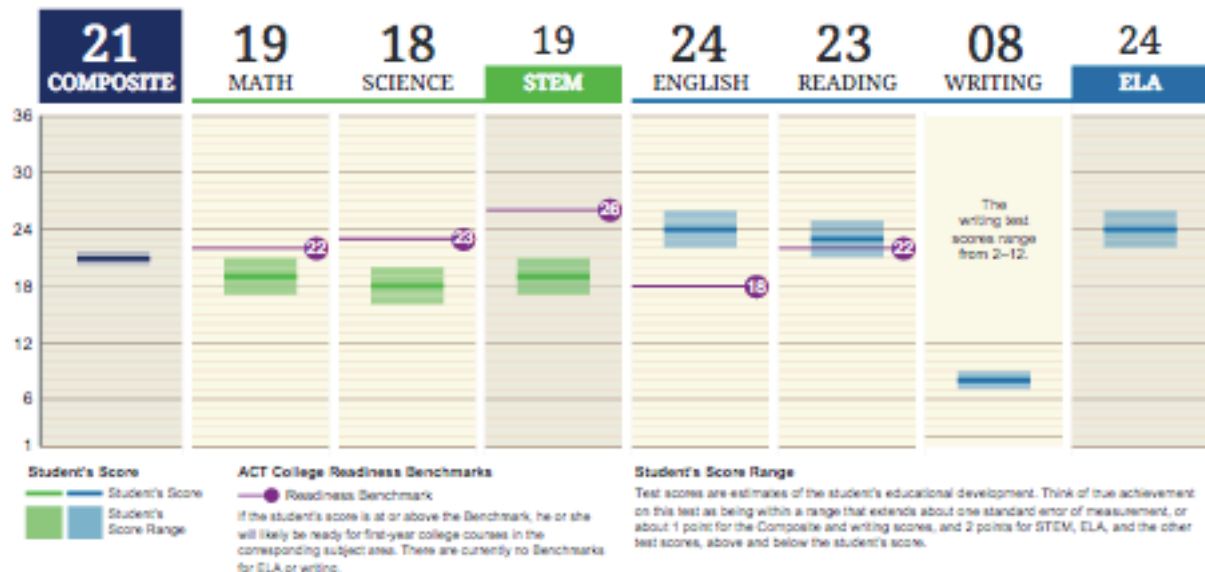 21 19 18 19 24 23 08 24
COMPOSITE MATH SCIENCE STEM ENGLISH READING WRITING ELA
36
30
24
18
12
6
1
22
23
26
18
22
The
writing test
scores range
from 2–12.
Student's Score
Student's Score
Student's
Score Range
ACT College Readiness Benchmarks
Readiness Benchmark
If the student's score is at or above the Benchmark, he or she
will likely be ready for first-year college courses in the
corresponding subject area. There are currently no Benchmarks
for ELA or writing.
Student's Score Range
Test scores are estimates of the student's educational development. Think of true achievement
on this test as being within a range that extends about one standard error of measurement, or
about 1 point for the Composite and writing scores, and 2 points for STEM, ELA, and the other
test scores, above and below the student's score.